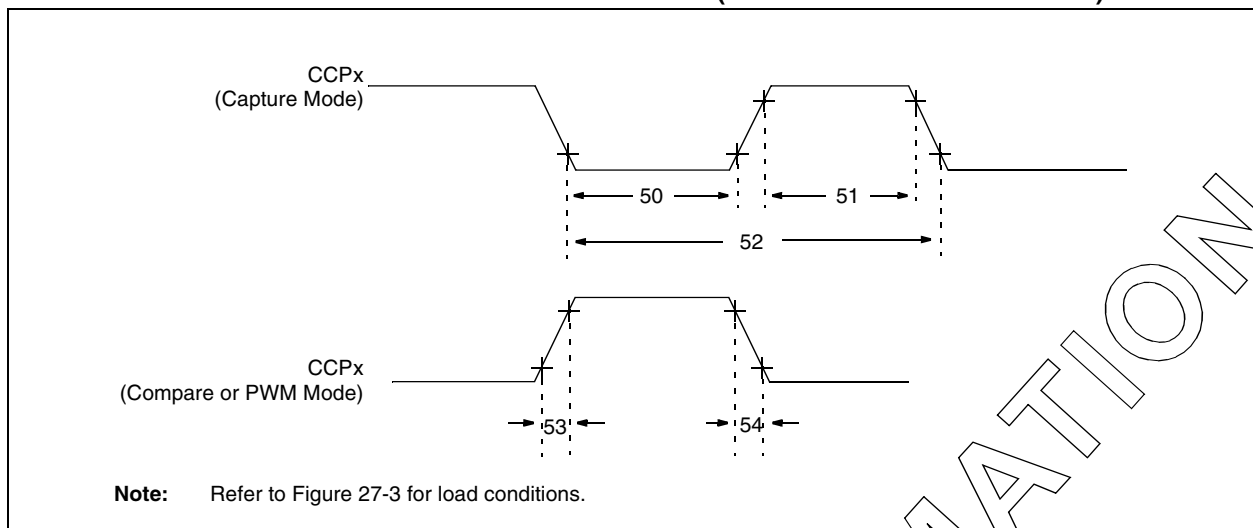 (
)
CCPx
(Capture Mode)
50
51
52
CCPx
(Compare or PWM Mode)
53
54
Note: Refer to Figure 27-3 for load conditions.
MATION